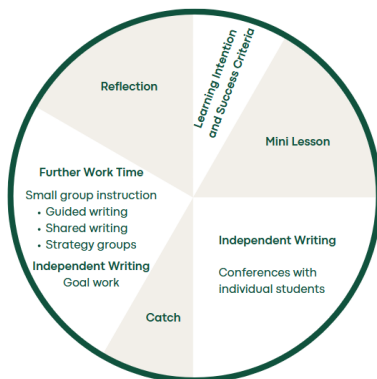 Learning Intention
and Success Criteria
Mini Lesson
Independent Writing
Conferences with
individual students
Catch
Further Work Time
Small group instruction
• Guided writing
• Shared writing
• Strategy groups
Independent Writing
Goal work
Reflection